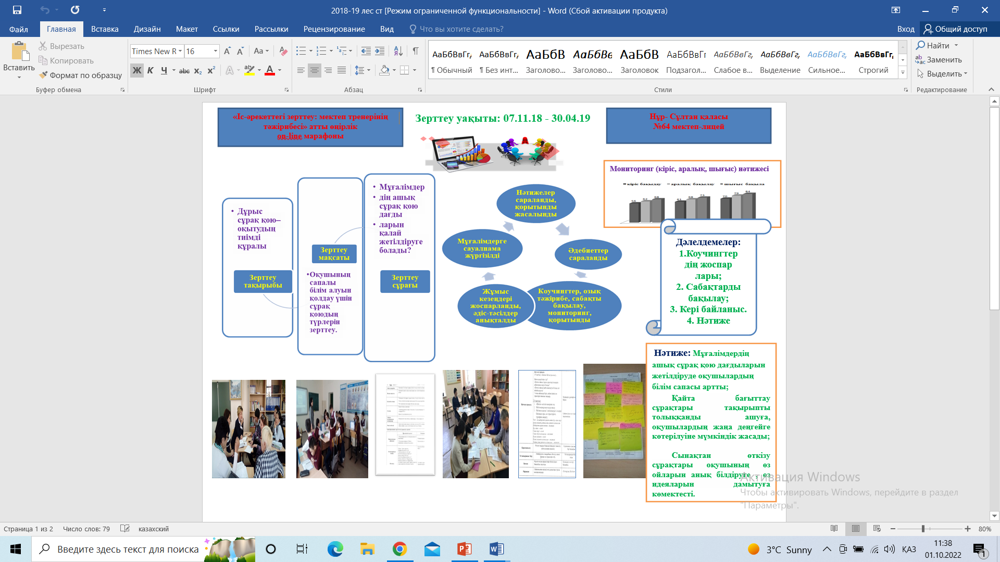 2018-19 лес ст [Режим ограниченной функциональности] - Word (Сбой активации продукта)
Файл
Главная
Вставка
Дизайн
Макет
Ссылки
Рассылки
Рецензирование
Вид
Что вы хотите сделать?
Вход
Общий доступ
Вставить
Вырезать
Копировать
Формат по образцу
Буфер обмена
Times New R
16
Шрифт
Абзац
АаБбВвГг,
¶ Обычный
АаБбВвГг,
¶ Без инт...
АаБбВ
Заголово...
АаБбВв
Заголово...
АаБбВ
Заголовок
АаБбВвГг
Подзагол...
АаБбВвГг,
Слабое в...
АаБбВвГг,
Выделение
АаБбВвГг,
Сильное...
АаБбВвГг,
Строгий
Стили
Найти
Заменить
Выделить
Редактирование
«Іс-әрекеттегі зерттеу: мектеп тренерінің
тәжірибесі» атты өңірлік
on-line марафоны
Зерттеу уақыты: 07.11.18 - 30.04.19
Нұр- Сұлтан қаласы
№64 мектеп-лицей
• Дұрыс
сұрақ қою–
оқытудың
тиімді
құралы
Зерттеу
тақырыбы
Зерттеу
мақсаты
•Оқушының
сапалы
білім алуын
қолдау үшін
сұрақ
қоюдың
түрлерін
зерттеу.
• Мұғалімдер
• дің ашық
сұрақ қою
дағды
• ларын
қалай
жетілдіруге
болады?
Зерттеу
сұрағы
Нәтижелер
сараланды,
қорытынды
жасалынды
Әдебиеттер
сараланды
Коучингтер, озық
тәжірибе, сабақты
бақылау,
мониторинг,
қорытынды
Жұмыс
кезеңдері
жоспарланды,
әдіс-тәсілдер
анықталды
Мұғалімдерге
сауалнама
жүргізілді
Мониторинг (кіріс, аралық, шығыс) нәтижесі
кіріс бақылау
аралық бақылау
шығыс бақыла
56 62 68 61 68 73 70 79 84
Дәлелдемелер:
1.Коучингтер
дің жоспар
лары;
2. Сабақтарды
бақылау;
3. Кері байланыс.
4. Нәтиже
Нәтиже: Мұғалімдердің
ашық сұрақ қою дағдыларын
жетілдіруде оқушылардың
білім сапасы артты;
Қайта бағыттау
сұрақтары тақырыпты
толыққанды ашуға,
оқушылардың жаңа деңгейге
көтерілуіне мүмкіндік жасады;
Сынақтан өткізу
сұрақтары оқушының өз
ойларын анық білдіруге , өз
идеяларын дамытуға
көмектесті.
Активация Windows
Чтобы активировать Windows, перейдите в раздел
"Параметры".
Страница 1 из 2
Число слов: 79
казахский
80%
Введите здесь текст для поиска
3°C Sunny
ҚАЗ
11:38
01.10.2022
1